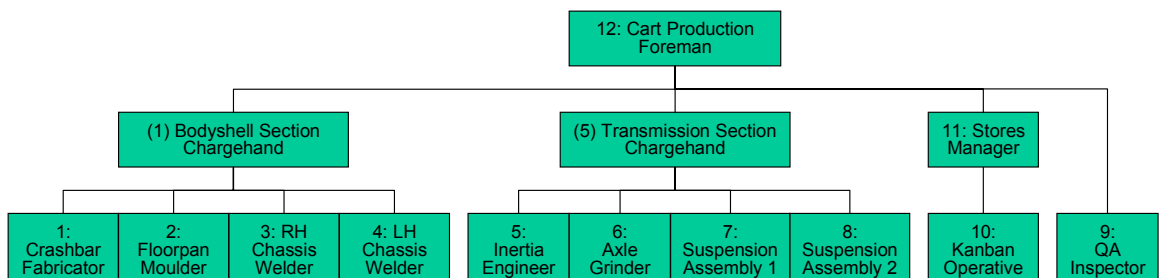 12: Cart Production
Foreman
(1) Bodyshell Section
Chargehand
(5) Transmission Section
Chargehand
11: Stores
Manager
1:
Crashbar
Fabricator
2:
Floorpan
Moulder
3: RH
Chassis
Welder
4: LH
Chassis
Welder
5:
Inertia
Engineer
6:
Axle
Grinder
7:
Suspension
Assembly 1
8:
Suspension
Assembly 2
10:
Kanban
Operative
9:
QA
Inspector